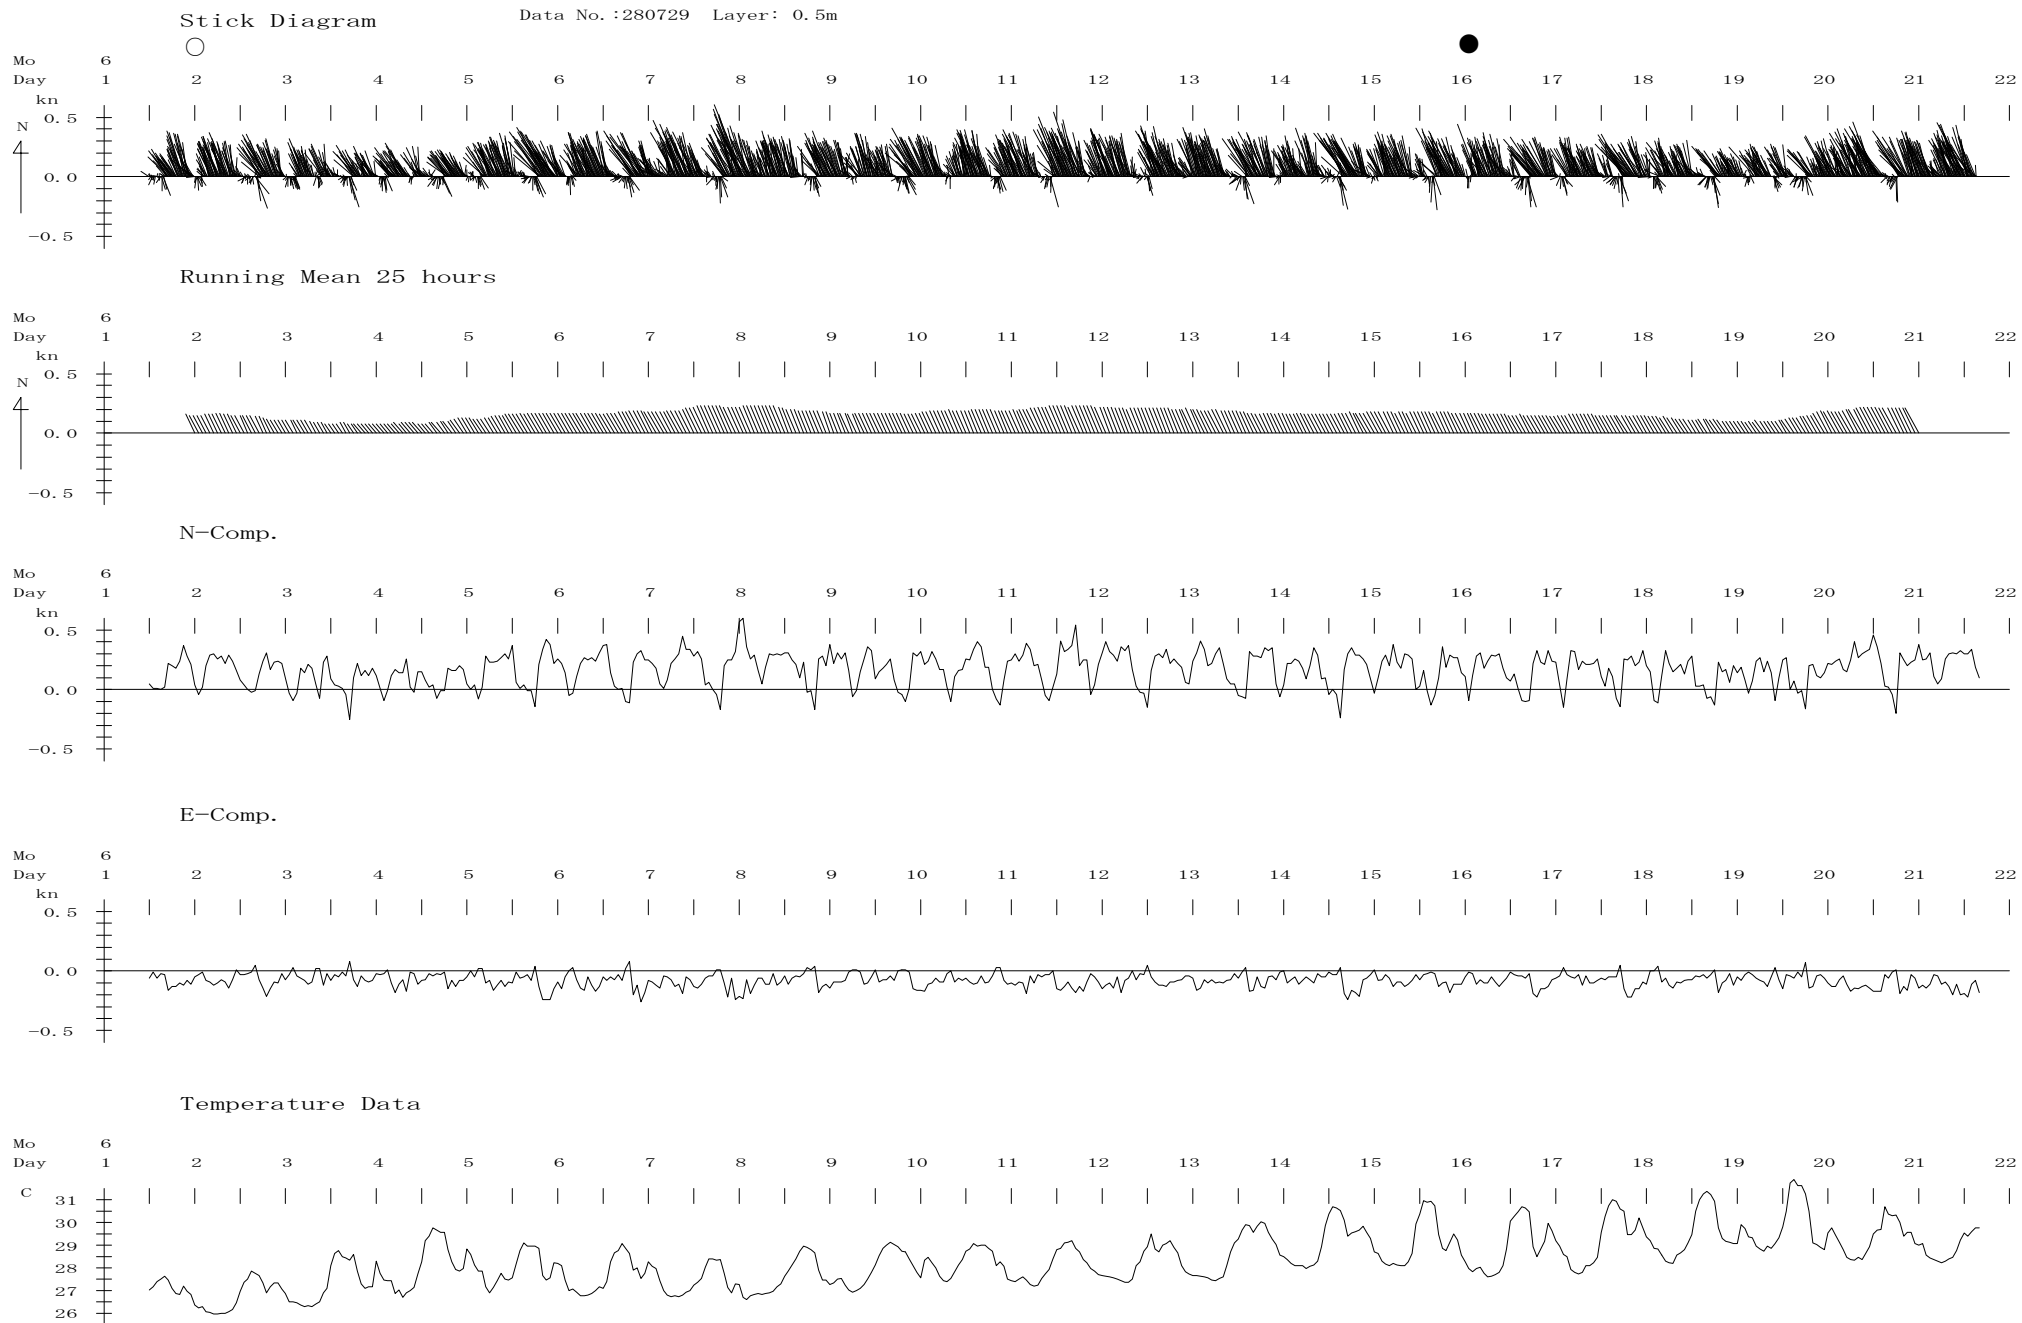 Stick Diagram Data No.:280729 Layer: 0.5m
Mo 6
Day 1 2 3 4 5 6 7 8 9 10 11 12 13 14 15 16 17 18 19 20 21 22
kn
0.5
N
0.0
-0.5
Running Mean 25 hours
Mo 6
Day 1 2 3 4 5 6 7 8 9 10 11 12 13 14 15 16 17 18 19 20 21 22
kn
0.5
N
0.0
-0.5
N-Comp.
Mo 6
Day 1 2 3 4 5 6 7 8 9 10 11 12 13 14 15 16 17 18 19 20 21 22
kn
0.5
0.0
-0.5
E-Comp.
Mo 6
Day 1 2 3 4 5 6 7 8 9 10 11 12 13 14 15 16 17 18 19 20 21 22
kn
0.5
0.0
-0.5
Temperature Data
Mo 6
Day 1 2 3 4 5 6 7 8 9 10 11 12 13 14 15 16 17 18 19 20 21 22
C
31
30
29
28
27
26